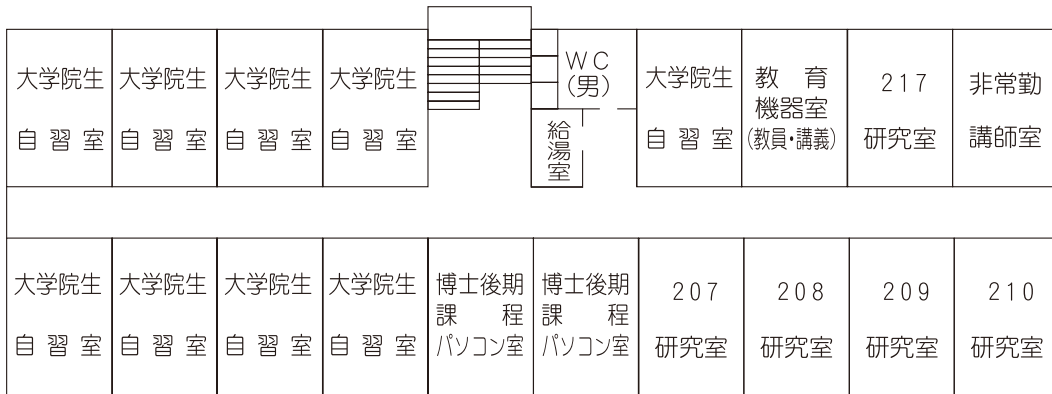 大学院生
自習室
大学院生
自習室
大学院生
自習室
大学院生
自習室
WC
(男)
給湯室
大学院生
自習室
教育
機器室
(教員・講義)
217
研究室
非常勤
講師室
大学院生
自習室
大学院生
自習室
大学院生
自習室
大学院生
自習室
博士後期
課程
パソコン室
博士後期
課程
パソコン室
207
研究室
208
研究室
209
研究室
210
研究室